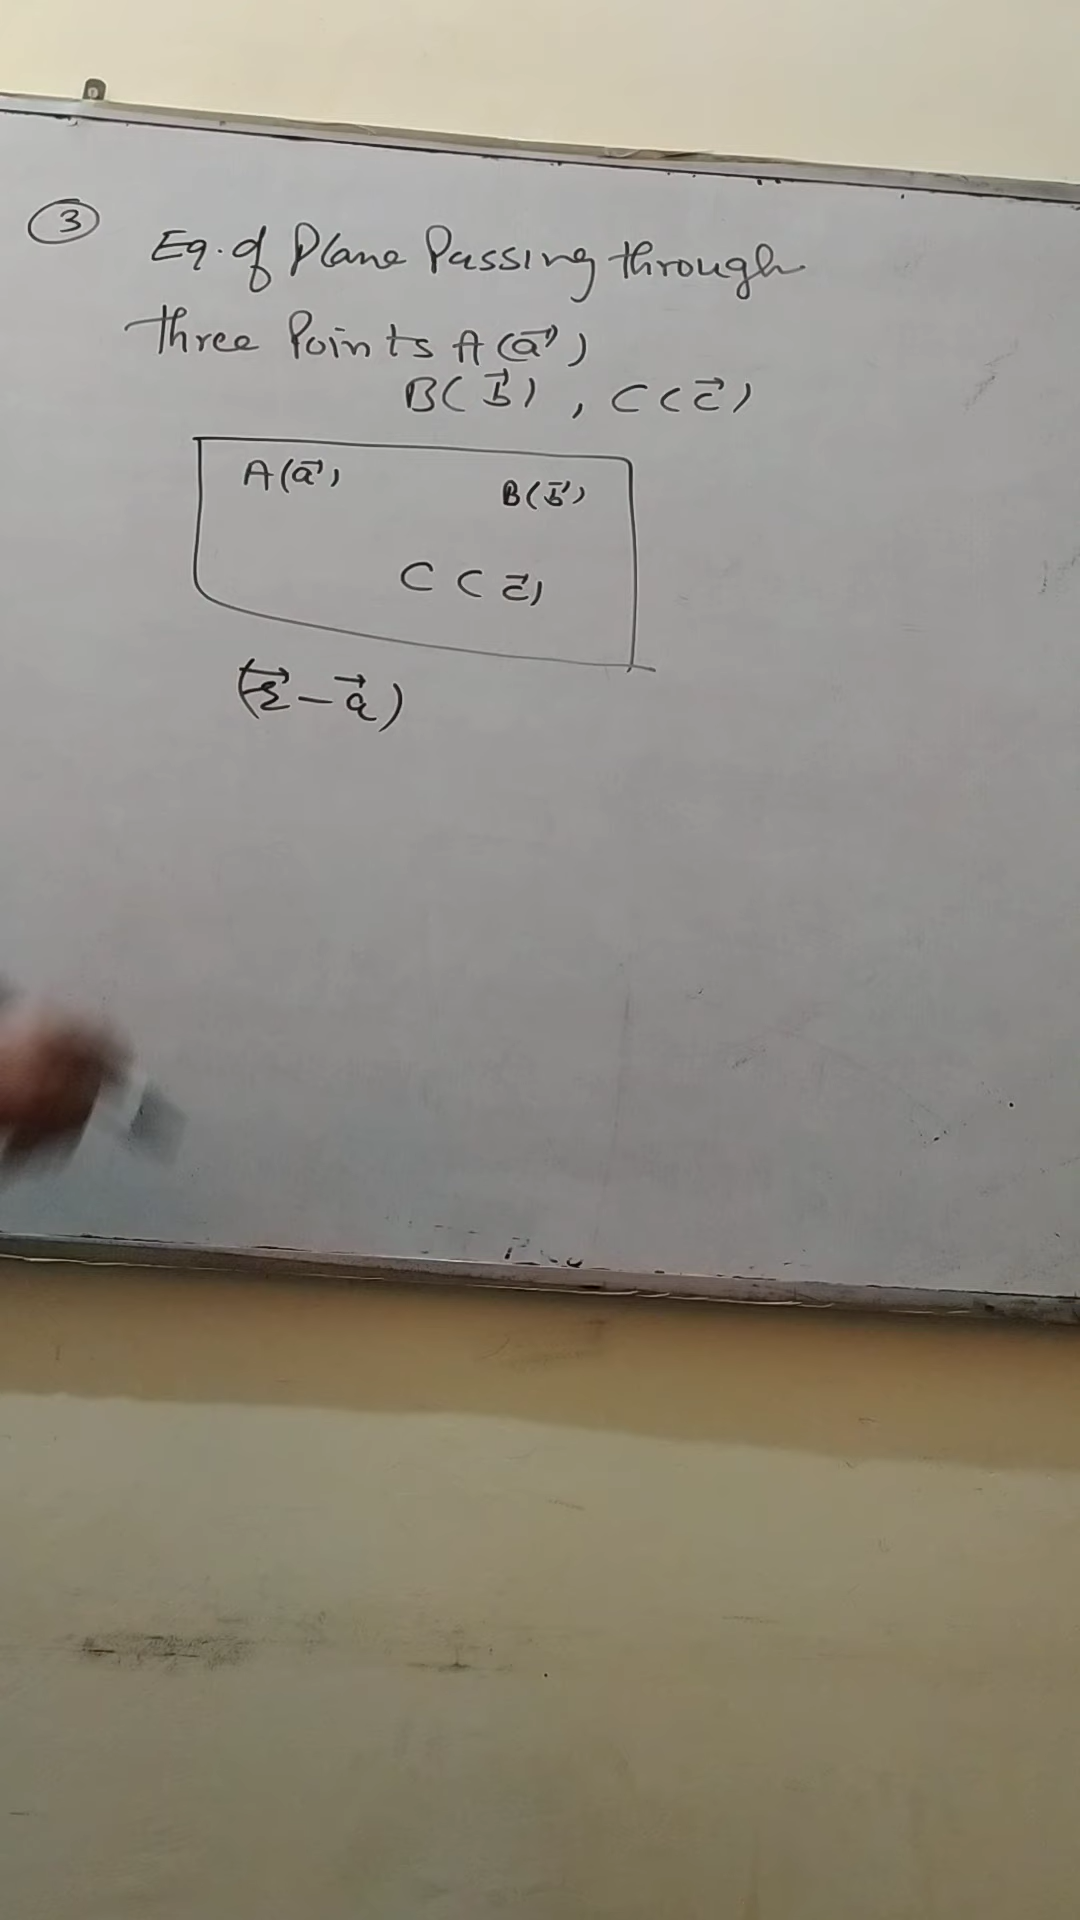 ③
Eq. of Plane Passing through
three Points A(a⃗)
B(b⃗), C(c⃗)
A(a⃗) B(b⃗)
C(c⃗)
(r⃗-a⃗)